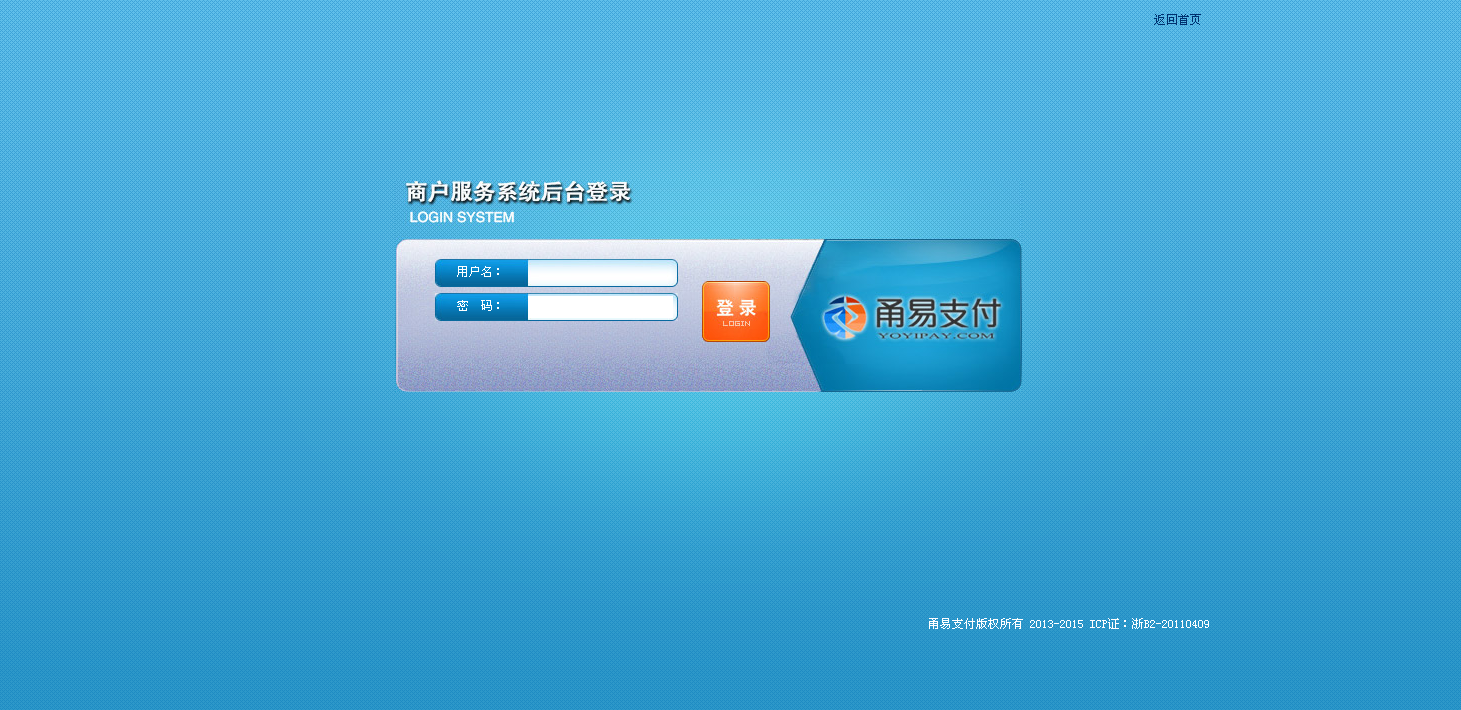 返回首页
商户服务系统后台登录
LOGIN SYSTEM
用户名：
密 码：
登录
LOGIN
甬易支付
YOYIPAY.COM
甬易支付版权所有 2013-2015 ICP证：浙B2-20110409